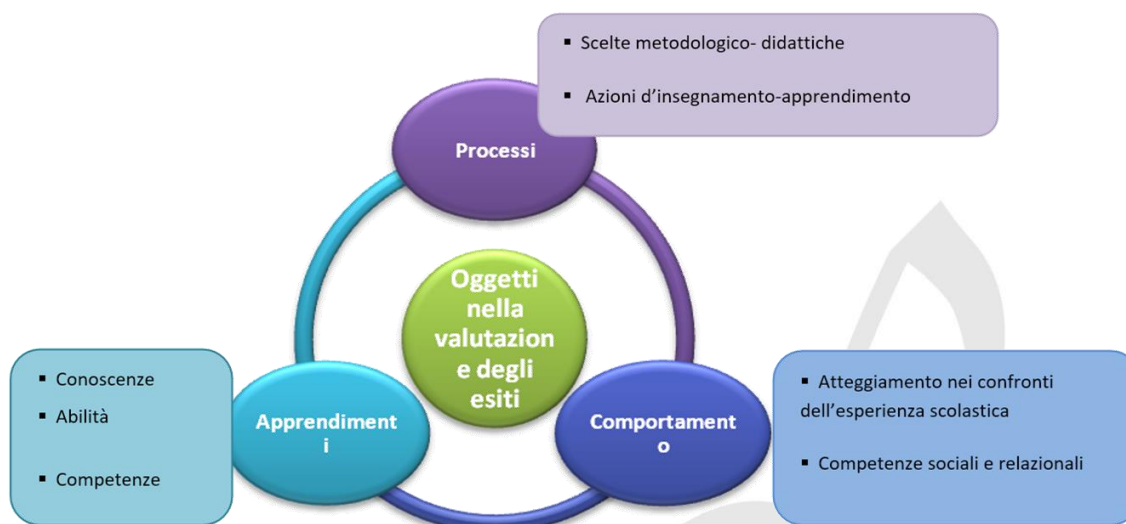 ▪ Scelte metodologico- didattiche
▪ Azioni d'insegnamento-apprendimento
Processi
Oggetti
nella
valutazion
e degli
esiti
▪ Conoscenze
▪ Abilità
▪ Competenze
Apprendiment
i
Comportament
o
▪ Atteggiamento nei confronti
dell'esperienza scolastica
▪ Competenze sociali e relazionali